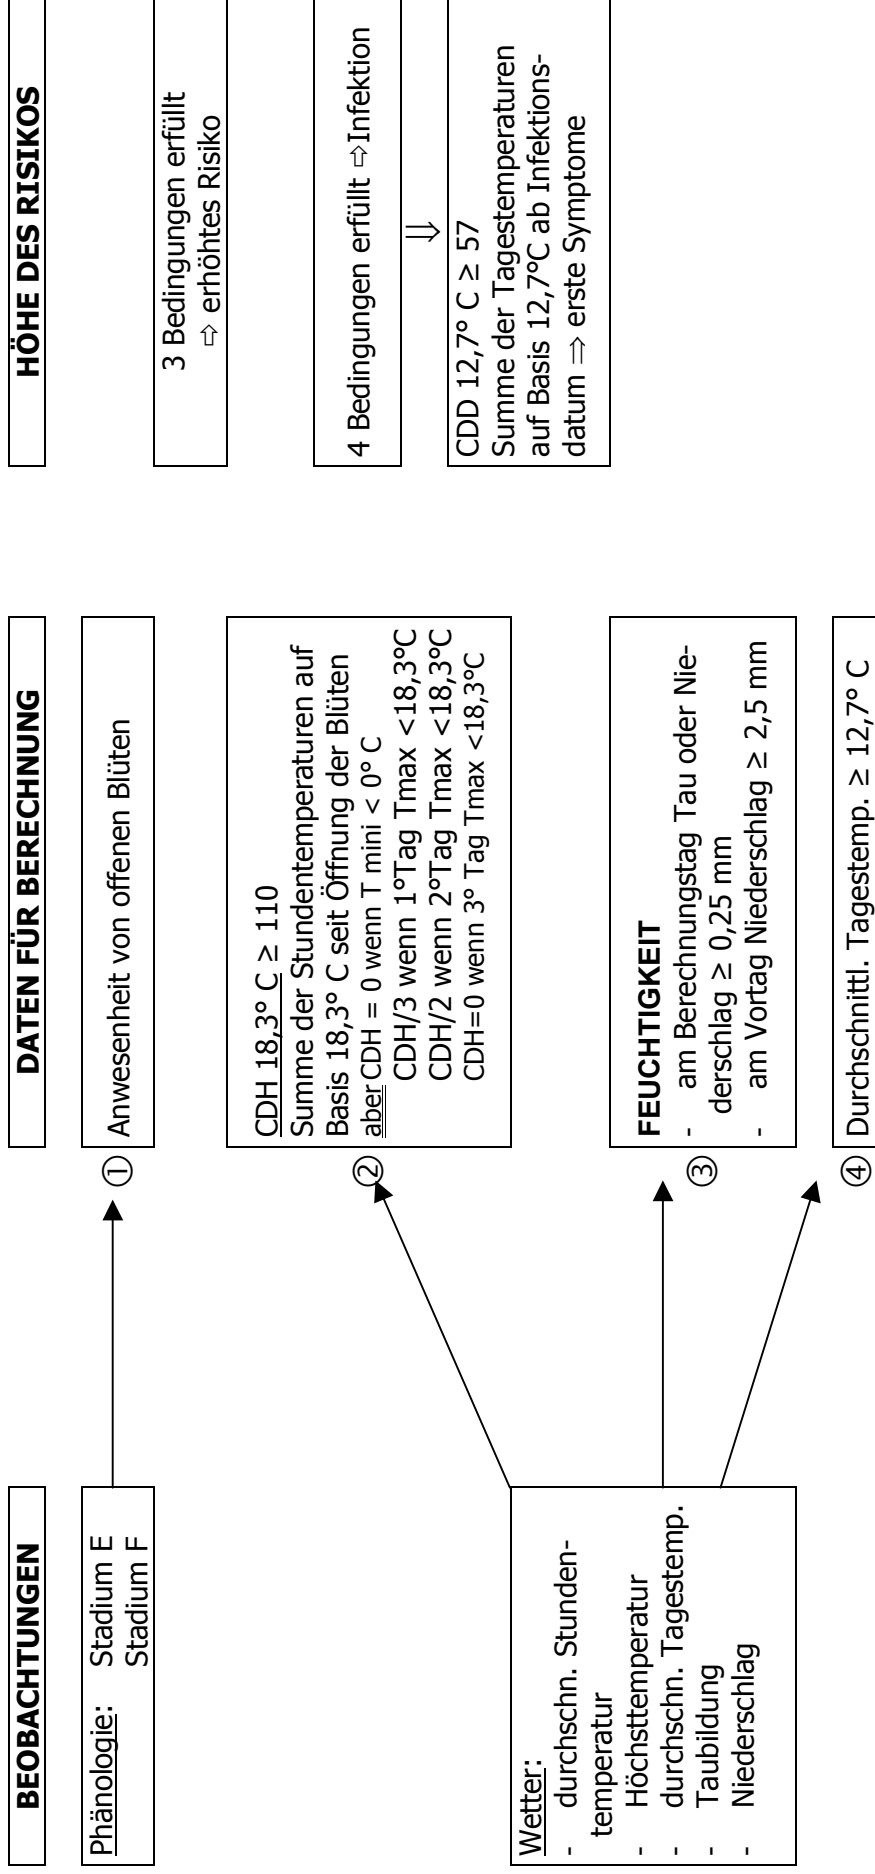 BEOBACHTUNGEN
Phänologie: Stadium E
Stadium F
Wetter:
- durchschn. Stunden-
temperatur
- Höchsttemperatur
- durchschn. Tagestemp.
- Taubildung
- Niederschlag
DATEN FÜR BERECHNUNG
① Anwesenheit von offenen Blüten
②
CDH 18,3° C ≥ 110
Summe der Stundentemperaturen auf
Basis 18,3° C seit Öffnung der Blüten
aber CDH = 0 wenn T mini < 0° C
CDH/3 wenn 1°Tag Tmax <18,3°C
CDH/2 wenn 2°Tag Tmax <18,3°C
CDH=0 wenn 3° Tag Tmax <18,3°C
③
FEUCHTIGKEIT
- am Berechnungstag Tau oder Nie-
derschlag ≥ 0,25 mm
- am Vortag Niederschlag ≥ 2,5 mm
④ Durchschnittl. Tagestemp. ≥ 12,7° C
HÖHE DES RISIKOS
3 Bedingungen erfüllt
⇨ erhöhtes Risiko
4 Bedingungen erfüllt ⇨Infektion
⇓
CDD 12,7° C ≥ 57
Summe der Tagestemperaturen
auf Basis 12,7°C ab Infektions-
datum ⇒ erste Symptome